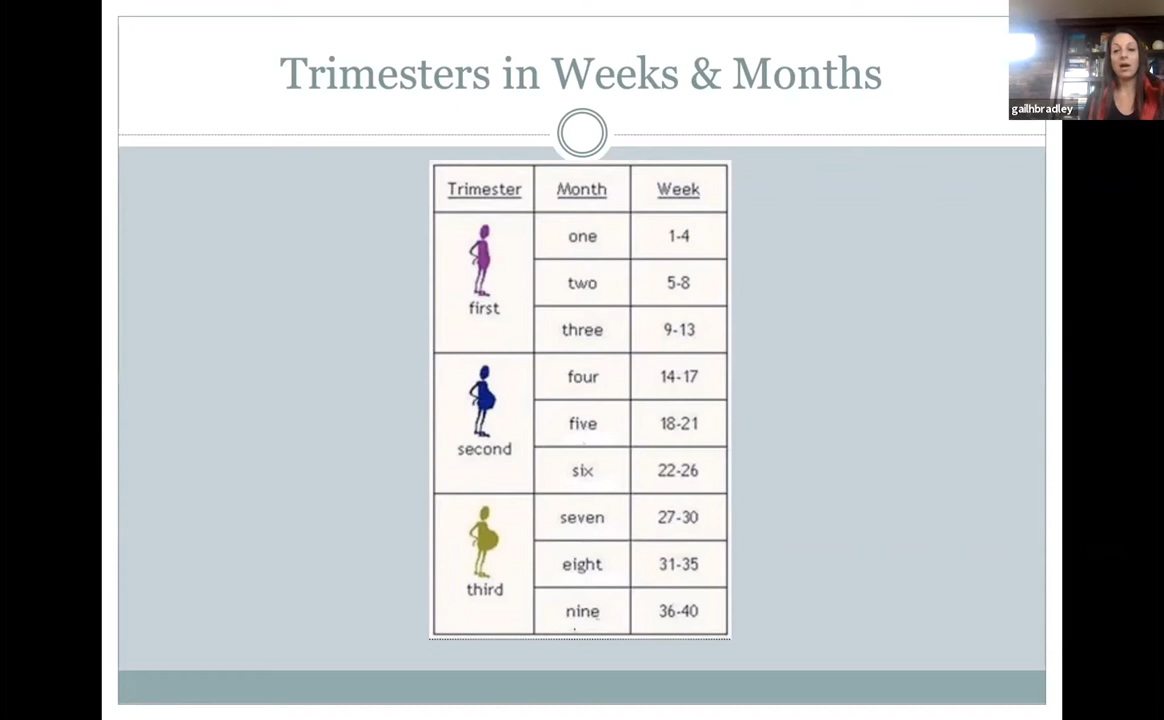 Trimesters in Weeks & Months
gailhbradley
Trimester Month Week
first
one 1-4
two 5-8
three 9-13
second
four 14-17
five 18-21
six 22-26
third
seven 27-30
eight 31-35
nine 36-40